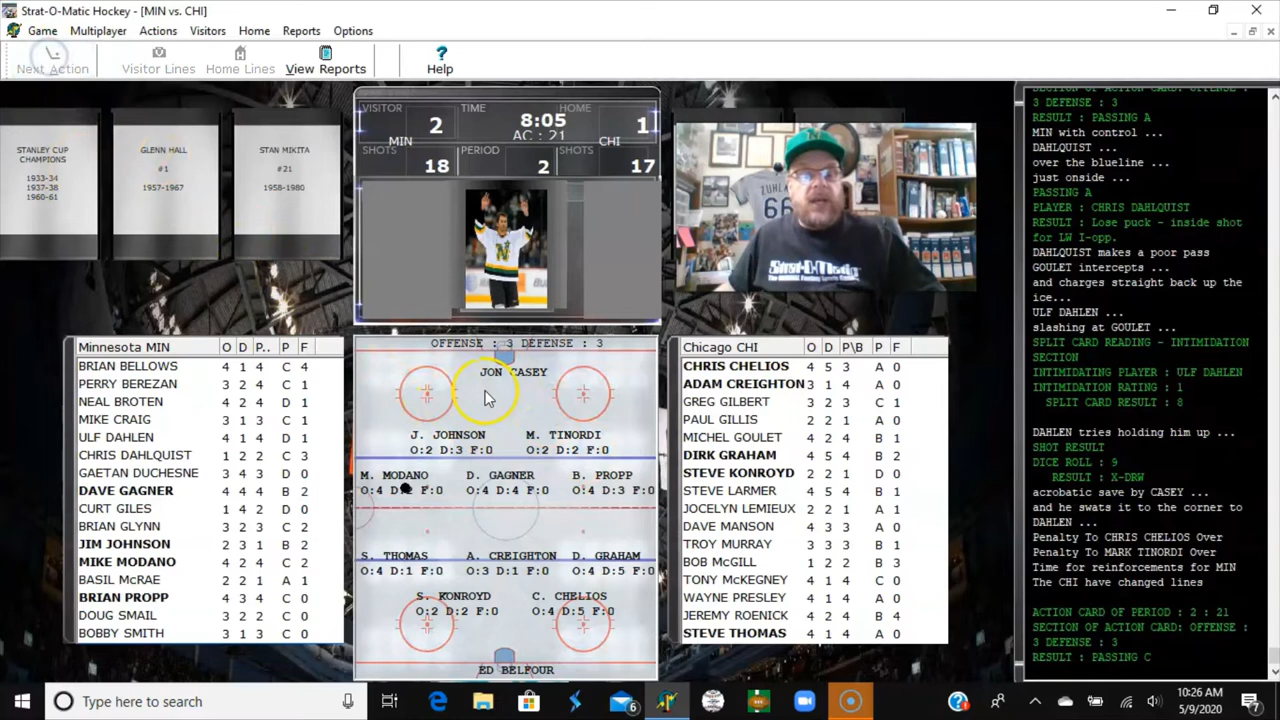 Strat-O-Matic Hockey - [MIN vs. CHI]
Game Multiplayer Actions Visitors Home Reports Options
Next Action Visitor Lines Home Lines View Reports Help
STANLEY CUP
CHAMPIONS
1933-34
1937-38
1960-61
GLENN HALL
#1
1957-1967
STAN MIKITA
#21
1958-1980
VISITOR 2 TIME 8:05 HOME 1
MIN AC : 21 CHI
SHOTS 18 PERIOD 2 SHOTS 17
ZUHL
66
Strat-O-Matic
Minnesota MIN O D P.. P F
BRIAN BELLOWS 4 1 4 C 4
PERRY BEREZAN 3 2 4 C 1
NEAL BROTEN 4 2 4 D 1
MIKE CRAIG 3 1 3 C 1
ULF DAHLEN 4 1 4 D 1
CHRIS DAHLQUIST 1 2 2 C 3
GAETAN DUCHESNE 3 4 3 D 0
DAVE GAGNER 4 4 4 B 2
CURT GILES 1 4 2 D 0
BRIAN GLYNN 3 2 3 C 2
JIM JOHNSON 2 3 1 B 2
MIKE MODANO 4 2 4 C 2
BASIL McRAE 2 2 1 A 1
BRIAN PROPP 4 3 4 C 0
DOUG SMAIL 3 2 2 C 0
BOBBY SMITH 3 1 3 C 0
OFFENSE : 3 DEFENSE : 3
JON CASEY
J. JOHNSON M. TINORDI
O:2 D:3 F:0 O:2 D:2 F:0
M. MODANO D. GAGNER B. PROPP
O:4 D: F:0 O:4 D:4 F:0 O:4 D:3 F:0
S. THOMAS A. CREIGHTON D. GRAHAM
O:4 D:1 F:0 O:3 D:1 F:0 O:4 D:5 F:0
S. KONROYD C. CHELIOS
O:2 D:2 F:0 O:4 D:5 F:0
ED BELFOUR
Chicago CHI O D P\B P F
CHRIS CHELIOS 4 5 3 A 0
ADAM CREIGHTON 3 1 4 A 0
GREG GILBERT 3 2 3 C 1
PAUL GILLIS 2 2 1 A 0
MICHEL GOULET 4 2 4 B 1
DIRK GRAHAM 4 5 4 B 2
STEVE KONROYD 2 2 1 D 0
STEVE LARMER 4 5 4 B 1
JOCELYN LEMIEUX 2 2 1 A 1
DAVE MANSON 4 3 3 A 0
TROY MURRAY 3 3 3 B 1
BOB McGILL 1 2 2 B 3
TONY McKEGNEY 4 1 4 C 0
WAYNE PRESLEY 4 1 4 A 0
JEREMY ROENICK 4 2 4 B 4
STEVE THOMAS 4 1 4 A 0
SECTION OF ACTION CARD: OFFENSE :
3 DEFENSE : 3
RESULT : PASSING A
MIN with control ...
DAHLQUIST ...
over the blueline ...
just onside ...
PASSING A
PLAYER : CHRIS DAHLQUIST
RESULT : Lose puck - inside shot
for LW I-opp.
DAHLQUIST makes a poor pass
GOULET intercepts ...
and charges straight back up the
ice...
ULF DAHLEN ...
slashing at GOULET ...
SPLIT CARD READING - INTIMIDATION
SECTION
INTIMIDATING PLAYER : ULF DAHLEN
INTIMIDATION RATING : 1
SPLIT CARD RESULT : 8
DAHLEN tries holding him up ...
SHOT RESULT
DICE ROLL : 9
RESULT : X-DRW
acrobatic save by CASEY ...
and he swats it to the corner to
DAHLEN ...
Penalty To CHRIS CHELIOS Over
Penalty To MARK TINORDI Over
Time for reinforcements for MIN
The CHI have changed lines
ACTION CARD OF PERIOD : 2 : 21
SECTION OF ACTION CARD: OFFENSE :
3 DEFENSE : 3
RESULT : PASSING C
Type here to search
6
10:26 AM
5/9/2020
7